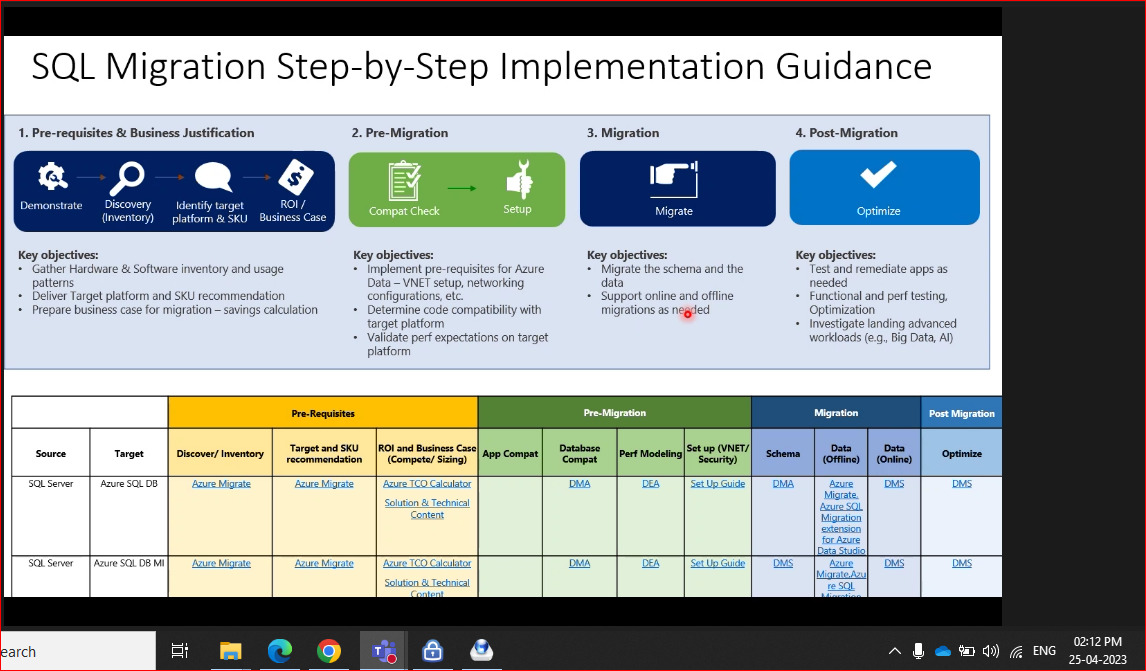 SQL Migration Step-by-Step Implementation Guidance
1. Pre-requisites & Business Justification
Demonstrate
Discovery
(Inventory)
Identify target
platform & SKU
ROI /
Business Case
Key objectives:
• Gather Hardware & Software inventory and usage
patterns
• Deliver Target platform and SKU recommendation
• Prepare business case for migration – savings calculation
2. Pre-Migration
Compat Check
Setup
Key objectives:
• Implement pre-requisites for Azure
Data – VNET setup, networking
configurations, etc.
• Determine code compatibility with
target platform
• Validate perf expectations on target
platform
3. Migration
Migrate
Key objectives:
• Migrate the schema and the
data
• Support online and offline
migrations as needed
4. Post-Migration
Optimize
Key objectives:
• Test and remediate apps as
needed
• Functional and perf testing,
Optimization
• Investigate landing advanced
workloads (e.g., Big Data, AI)
Pre-Requisites
Pre-Migration
Migration
Post Migration
Source
Target
Discover/ Inventory
Target and SKU
recommendation
ROI and Business Case
(Compete/ Sizing)
App Compat
Database
Compat
Perf Modeling
Set up (VNET/
Security)
Schema
Data
(Offline)
Data
(Online)
Optimize
SQL Server
Azure SQL DB
Azure Migrate
Azure Migrate
Azure TCO Calculator
Solution & Technical
Content
DMA
DEA
Set Up Guide
DMA
Azure
Migrate,
Azure SQL
Migration
extension
for Azure
Data Studio
DMS
DMS
SQL Server
Azure SQL DB MI
Azure Migrate
Azure Migrate
Azure TCO Calculator
Solution & Technical
Content
DMA
DEA
Set Up Guide
DMS
Azure
Migrate,Azu
re SQL
Migration
DMS
DMS
earch
ENG
02:12 PM
25-04-2023